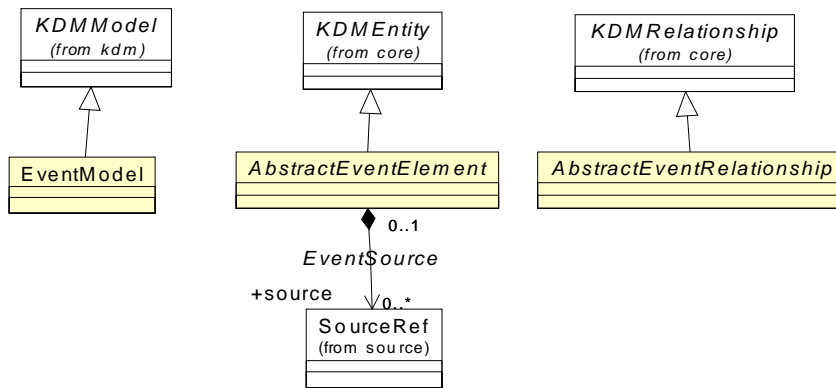 KDMModel
(from kdm)
KDMEntity
(from core)
KDMRelationship
(from core)
EventModel
AbstractEventElement
AbstractEventRelationship
0..1
EventSource
+source
0..*
SourceRef
(from source)